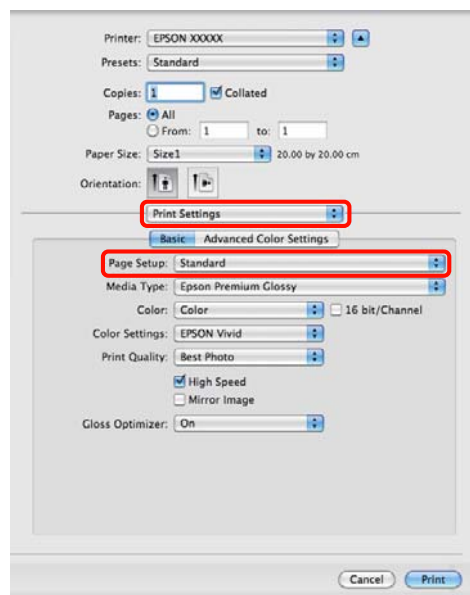 Printer: EPSON XXXXX
Presets: Standard
Copies: 1 Collated
Pages: All
From: 1 to: 1
Paper Size: Size1 20.00 by 20.00 cm
Orientation:
Print Settings
Basic Advanced Color Settings
Page Setup: Standard
Media Type: Epson Premium Glossy
Color: Color 16 bit/Channel
Color Settings: EPSON Vivid
Print Quality: Best Photo
High Speed
Mirror Image
Gloss Optimizer: On
Cancel Print